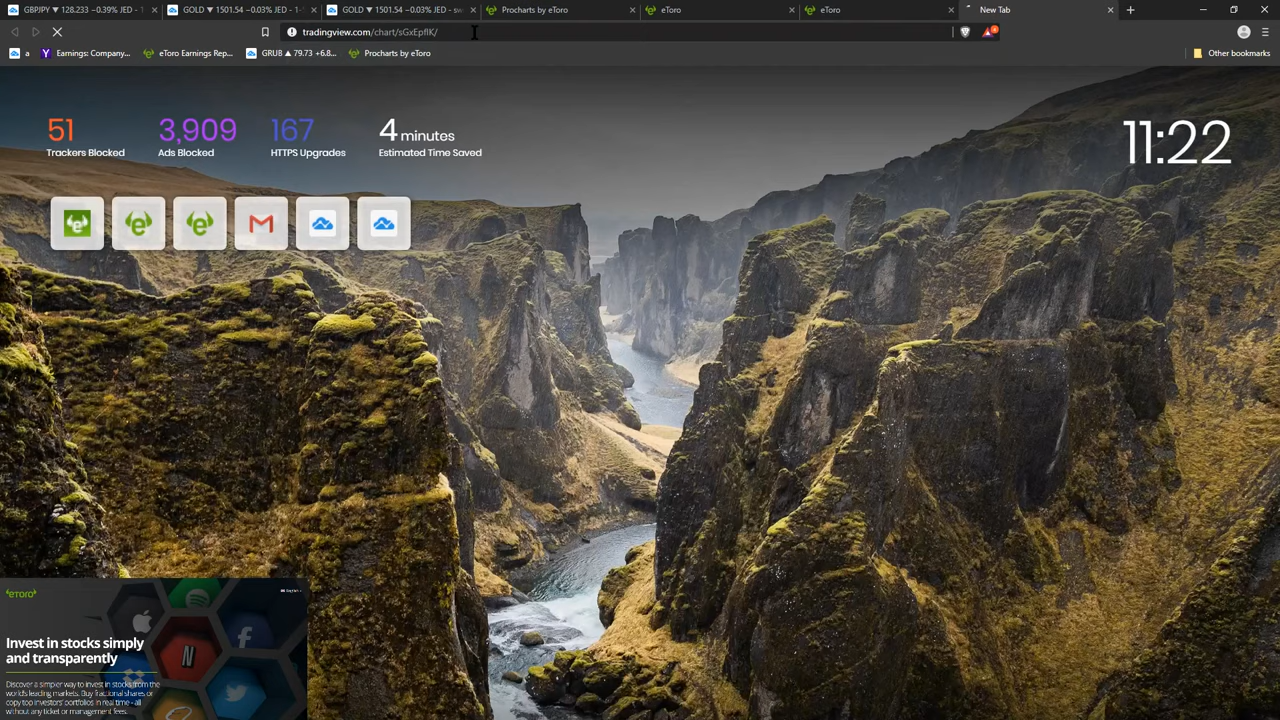 GBPJPY ▼ 128.233 −0.39% JED - 1
GOLD ▼ 1501.54 −0.03% JED - 1-
GOLD ▼ 1501.54 −0.03% JED - sw
Procharts by eToro
eToro
eToro
New Tab
tradingview.com/chart/sGxEpflK/
a
Earnings: Company...
eToro Earnings Rep...
GRUB ▲ 79.73 +6.8...
Procharts by eToro
Other bookmarks
51
Trackers Blocked
3,909
Ads Blocked
167
HTTPS Upgrades
4 minutes
Estimated Time Saved
11:22
eToro
Invest in stocks simply
and transparently
Discover a simpler way to invest in stocks from the
world's leading markets. Buy fractional shares or
copy top investors' portfolios in real time - all
without any ticket or management fees.